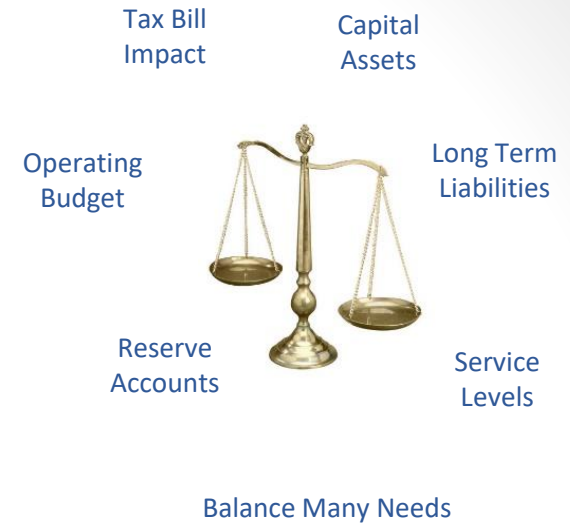 Tax Bill
Impact
Capital
Assets
Operating
Budget
Long Term
Liabilities
Reserve
Accounts
Service
Levels
Balance Many Needs